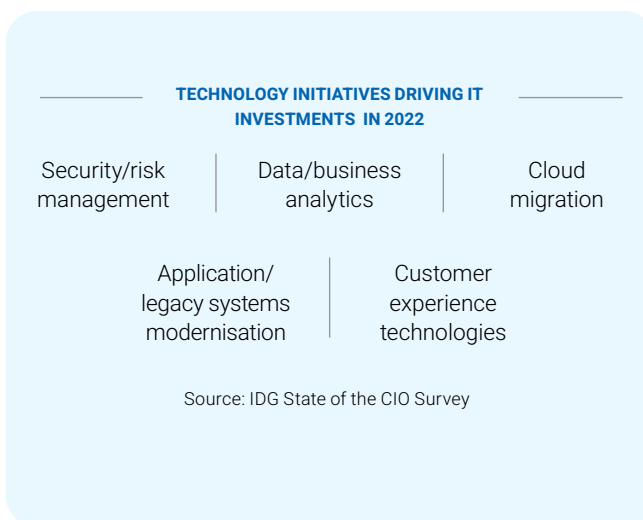 TECHNOLOGY INITIATIVES DRIVING IT
INVESTMENTS IN 2022
Security/risk
management
Data/business
analytics
Cloud
migration
Application/
legacy systems
modernisation
Customer
experience
technologies
Source: IDG State of the CIO Survey